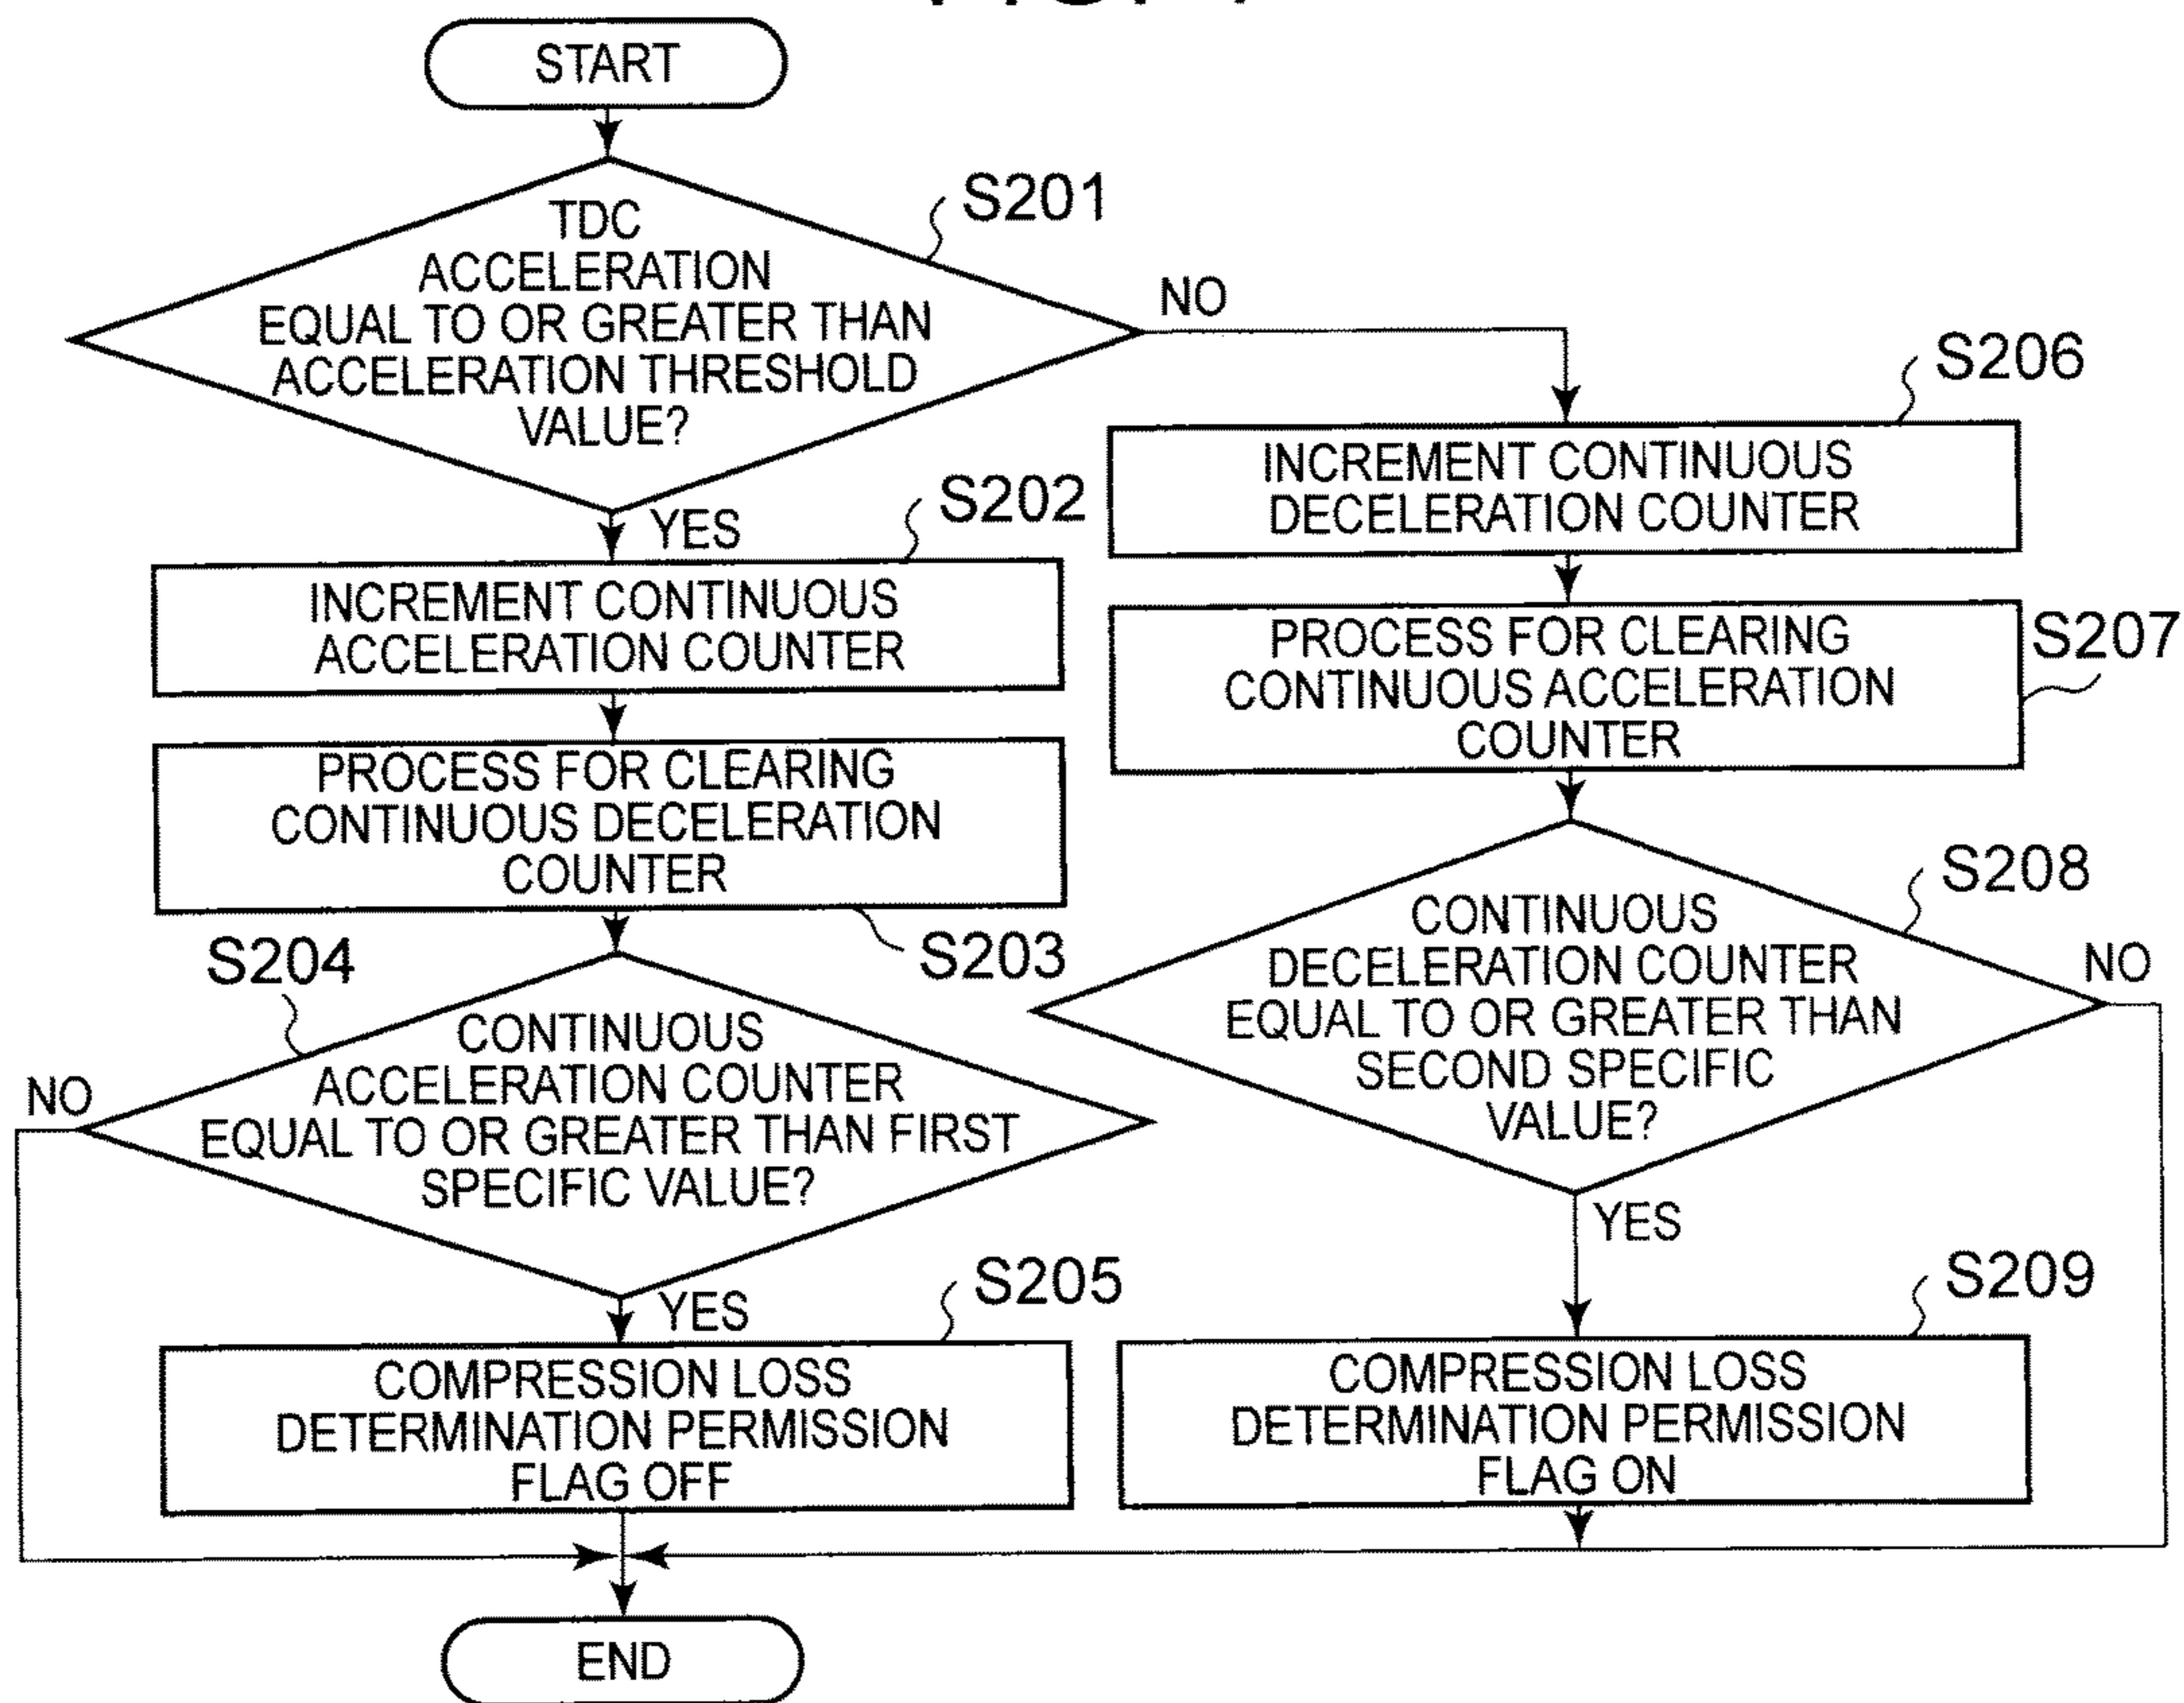 START
TDC
ACCELERATION
EQUAL TO OR GREATER THAN
ACCELERATION THRESHOLD
VALUE?
S201
NO
YES
S202
INCREMENT CONTINUOUS
ACCELERATION COUNTER
PROCESS FOR CLEARING
CONTINUOUS DECELERATION
COUNTER
S203
S204
CONTINUOUS
ACCELERATION COUNTER
EQUAL TO OR GREATER THAN FIRST
SPECIFIC VALUE?
NO
YES
S205
COMPRESSION LOSS
DETERMINATION PERMISSION
FLAG OFF
S206
INCREMENT CONTINUOUS
DECELERATION COUNTER
S207
PROCESS FOR CLEARING
CONTINUOUS ACCELERATION
COUNTER
S208
CONTINUOUS
DECELERATION COUNTER
EQUAL TO OR GREATER THAN
SECOND SPECIFIC
VALUE?
NO
YES
S209
COMPRESSION LOSS
DETERMINATION PERMISSION
FLAG ON
END